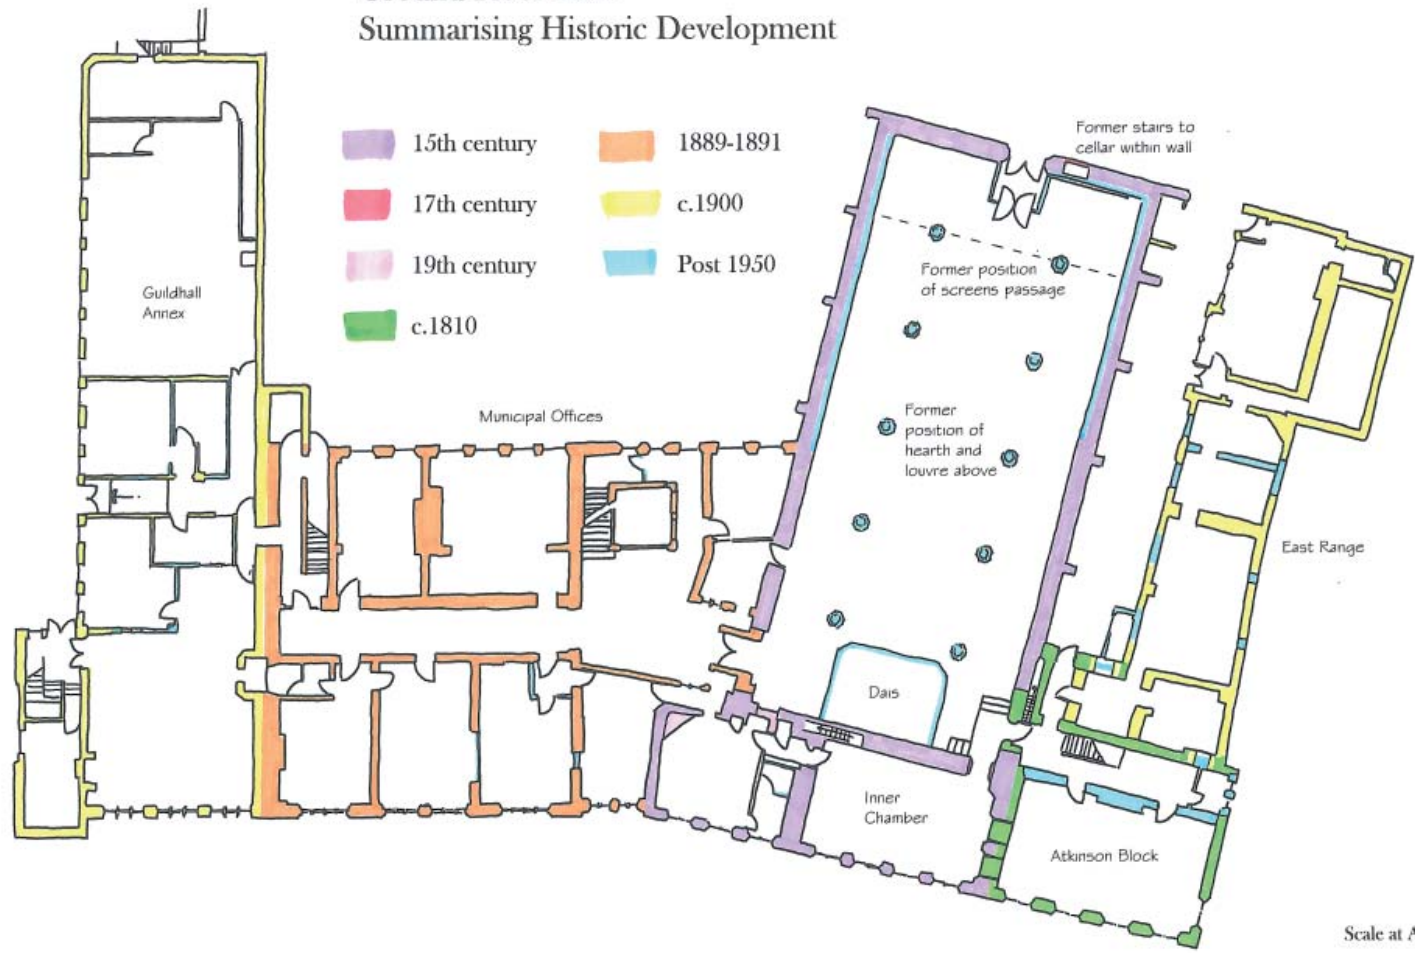 Summarising Historic Development
15th century
17th century
19th century
c.1810
1889-1891
c.1900
Post 1950
Former stairs to
cellar within wall
Guildhall
Annex
Former position
of screens passage
Municipal Offices
Former
position of
hearth and
louvre above
East Range
Dais
Inner
Chamber
Atkinson Block
Scale at A